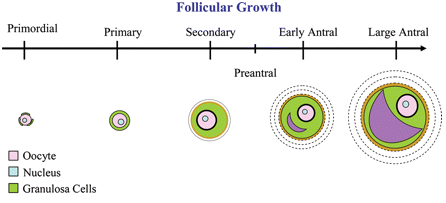 Follicular Growth
Primordial Primary Secondary Early Antral Large Antral
Preantral
Oocyte
Nucleus
Granulosa Cells